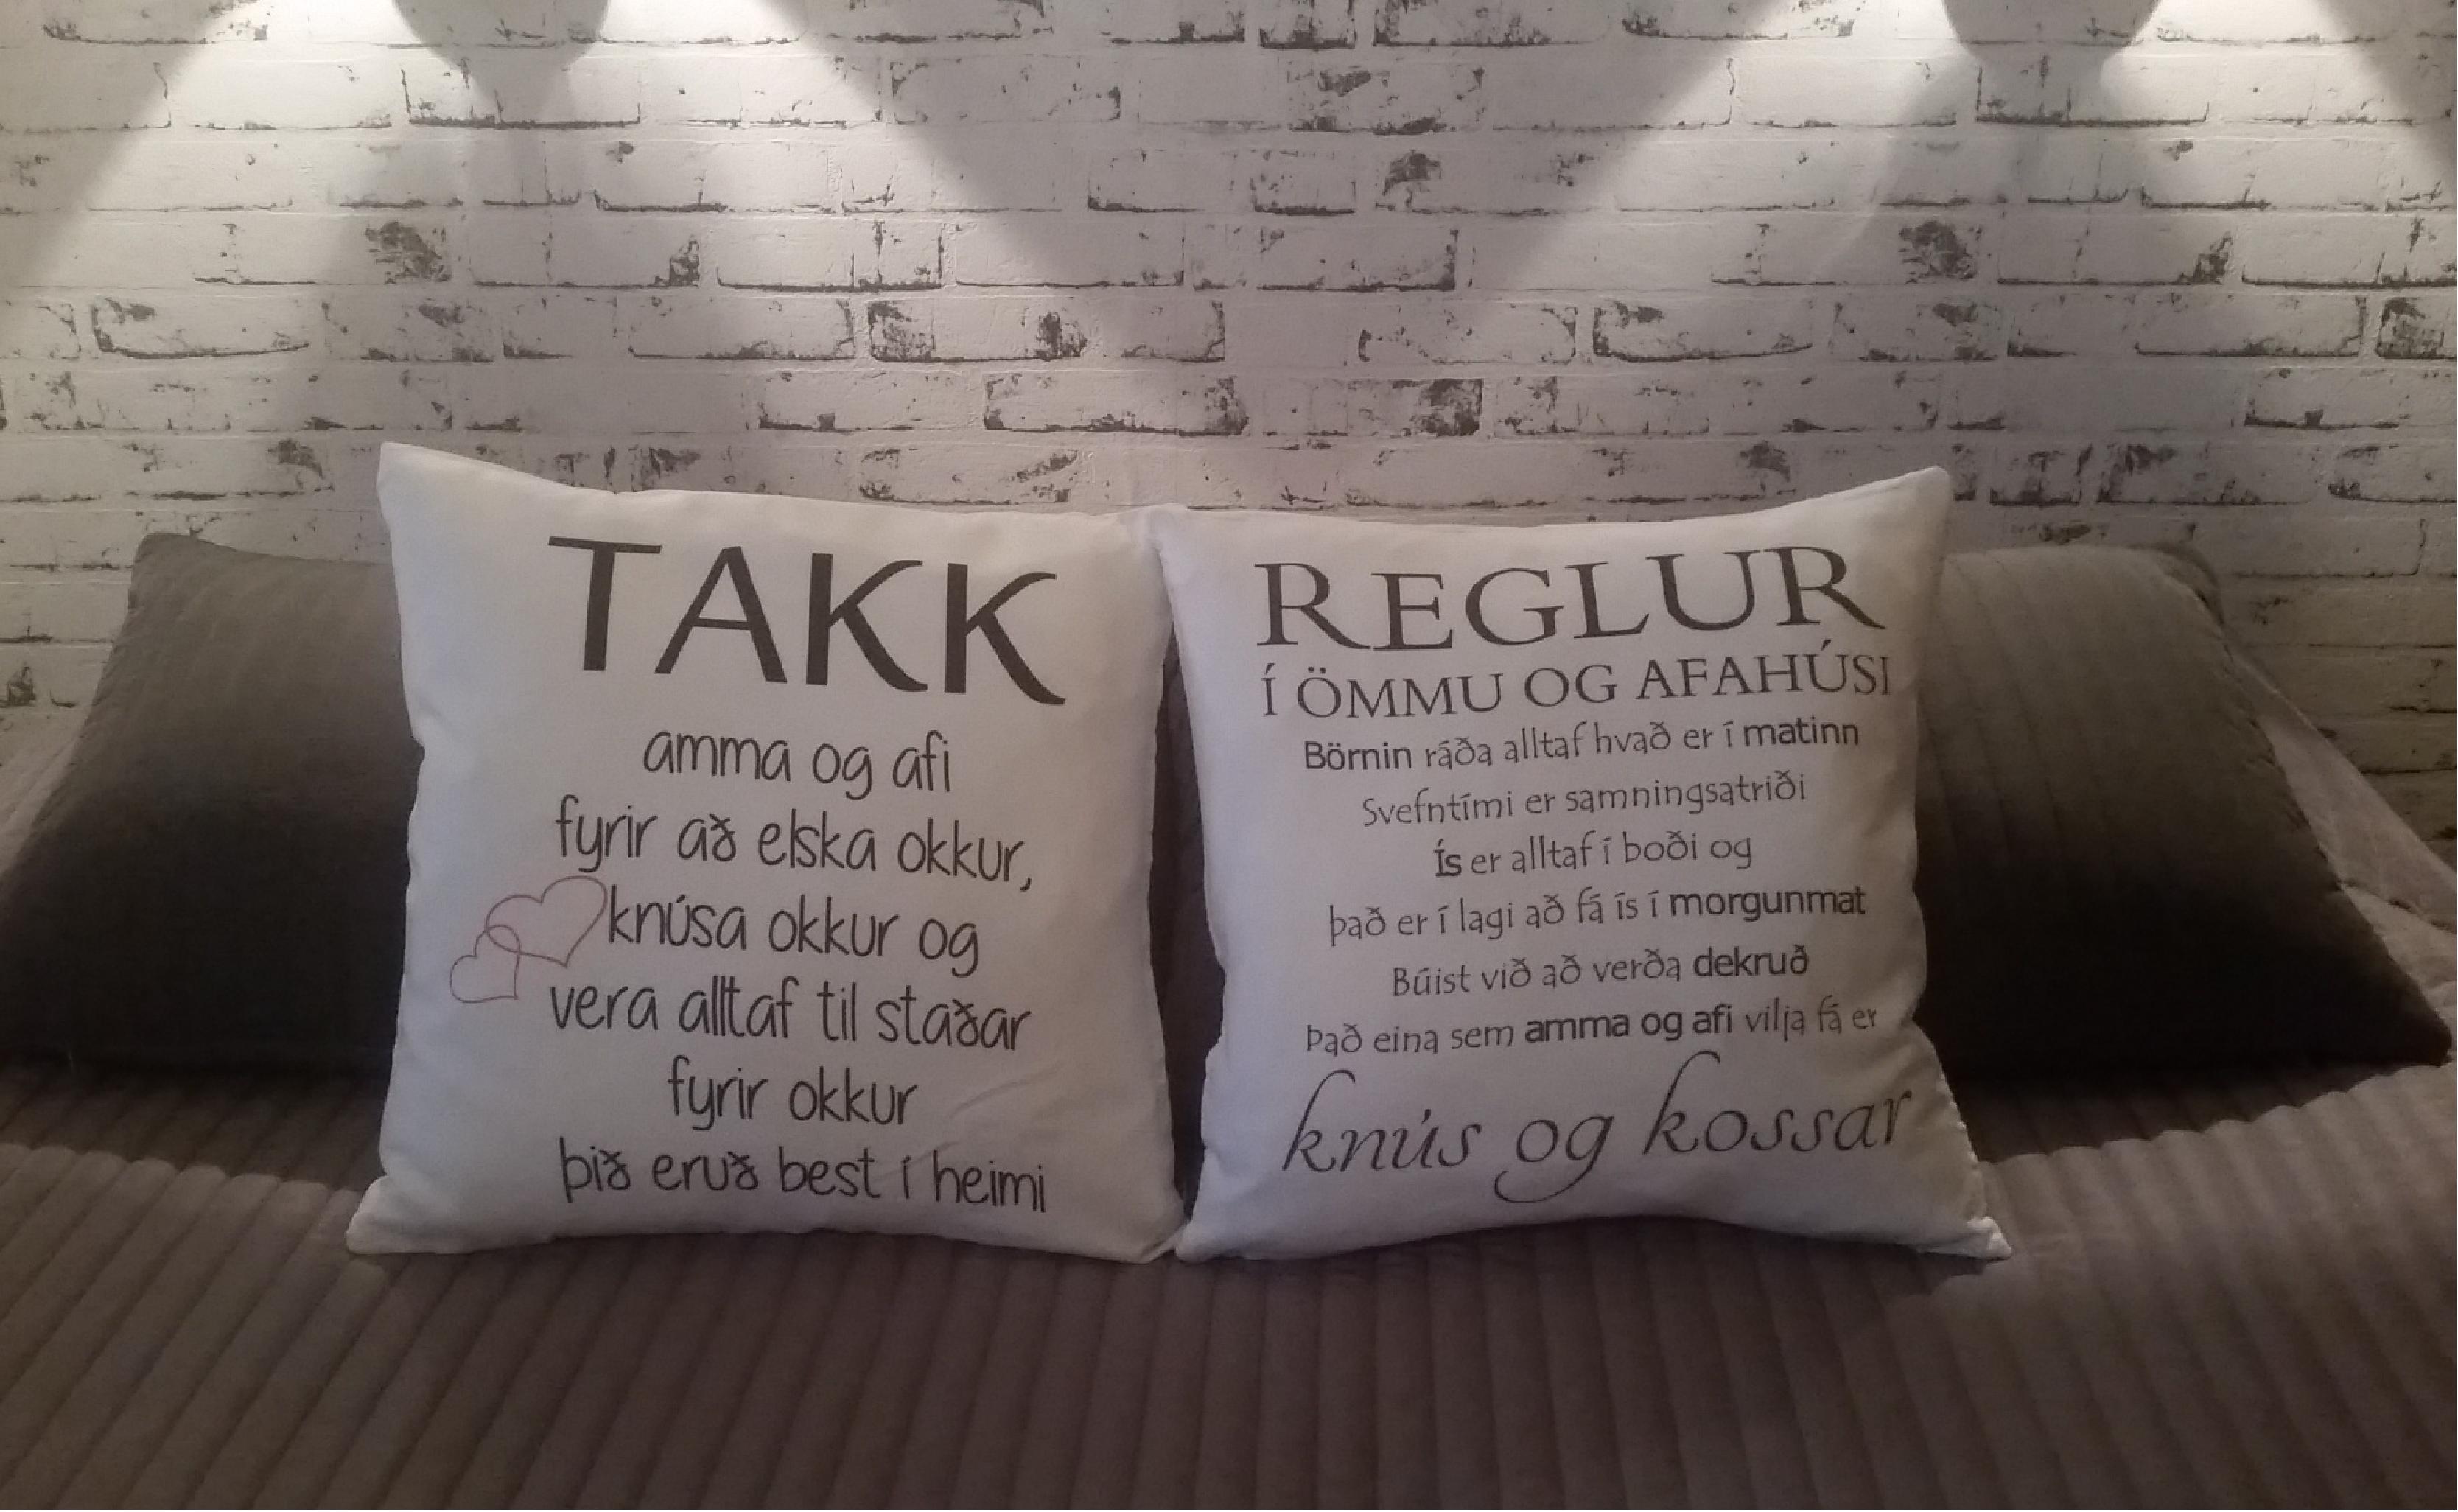 TAKK
amma og afi
fyrir að elska okkur,
knúsa okkur og
vera alltaf til staðar
fyrir okkur
þið eruð best í heimi
REGLUR
Í ÖMMU OG AFAHÚSI
Börnin ráða alltaf hvað er í matinn
Svefntími er samningsatriði
Ís er alltaf í boði og
það er í lagi að fá ís í morgunmat
Búist við að verða dekruð
Það eina sem amma og afi vilja fá er
knús og kossar